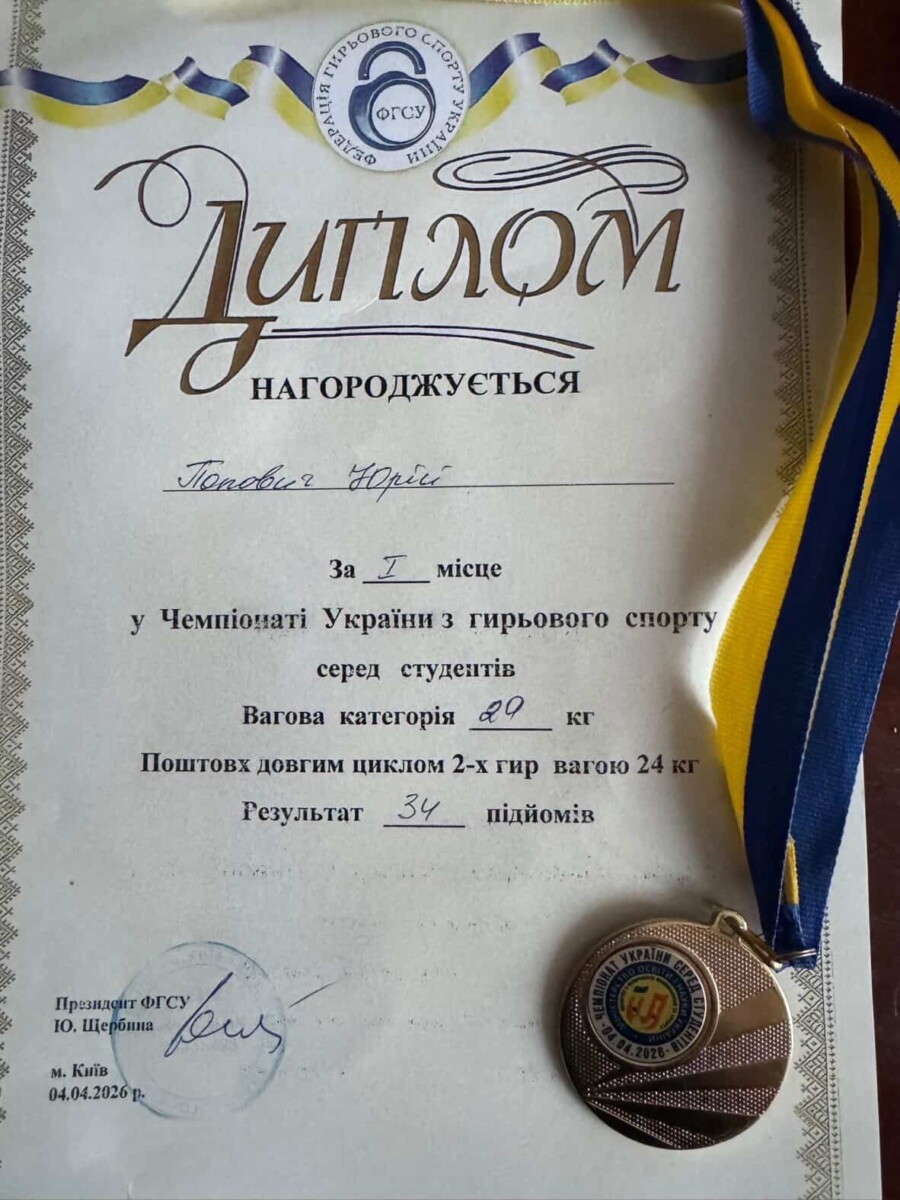 ФЕДЕРАЦІЯ ГИРЬОВОГО СПОРТУ УКРАЇНИ
ФГСУ
Диплом
НАГОРОДЖУЄТЬСЯ
Попович Юрій
За I місце
у Чемпіонаті України з гирьового спорту
серед студентів
Вагова категорія кг
Поштовх довгим циклом 2-х гир вагою 24 кг
Результат 34 підйомів
Президент ФГСУ
Ю. Щербина
м. Київ
04.04.2026 р.
ЧЕМПІОНАТ УКРАЇНИ СЕРЕД СТУДЕНТІВ
04.04.2026